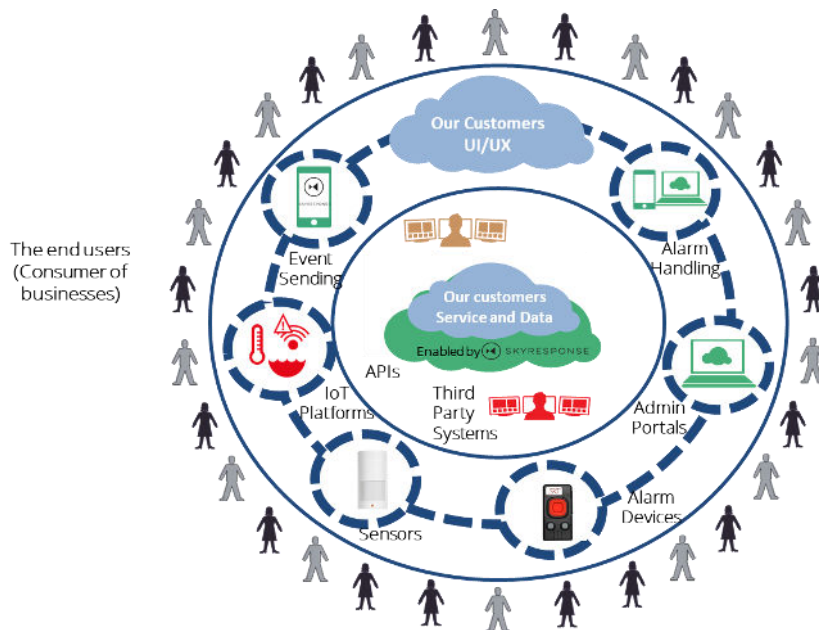 Our Customers
UI/UX
Event
Sending
Alarm
Handling
The end users
(Consumer of
businesses)
Our customers
Service and Data
Enabled by SKYRESPONSE
APIs
IoT
Platforms
Third
Party
Systems
Admin
Portals
Alarm
Devices
Sensors